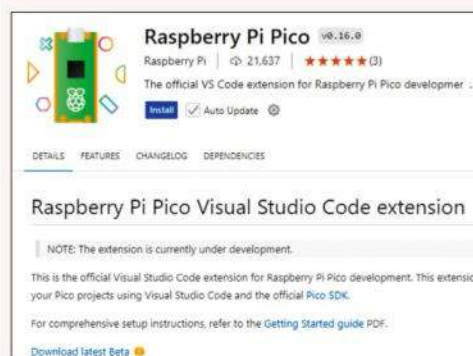 Raspberry Pi Pico v0.16.0
Raspberry Pi 21,637 (3)
The official VS Code extension for Raspberry Pi Pico developmer ..
Install Auto Update
DETAILS FEATURES CHANGELOG DEPENDENCIES
Raspberry Pi Pico Visual Studio Code extension
NOTE: The extension is currently under development.
This is the official Visual Studio Code extension for Raspberry Pi Pico development. This extensio
your Pico projects using Visual Studio Code and the official Pico SDK.
For comprehensive setup instructions, refer to the Getting Started guide PDF.
Download latest Beta